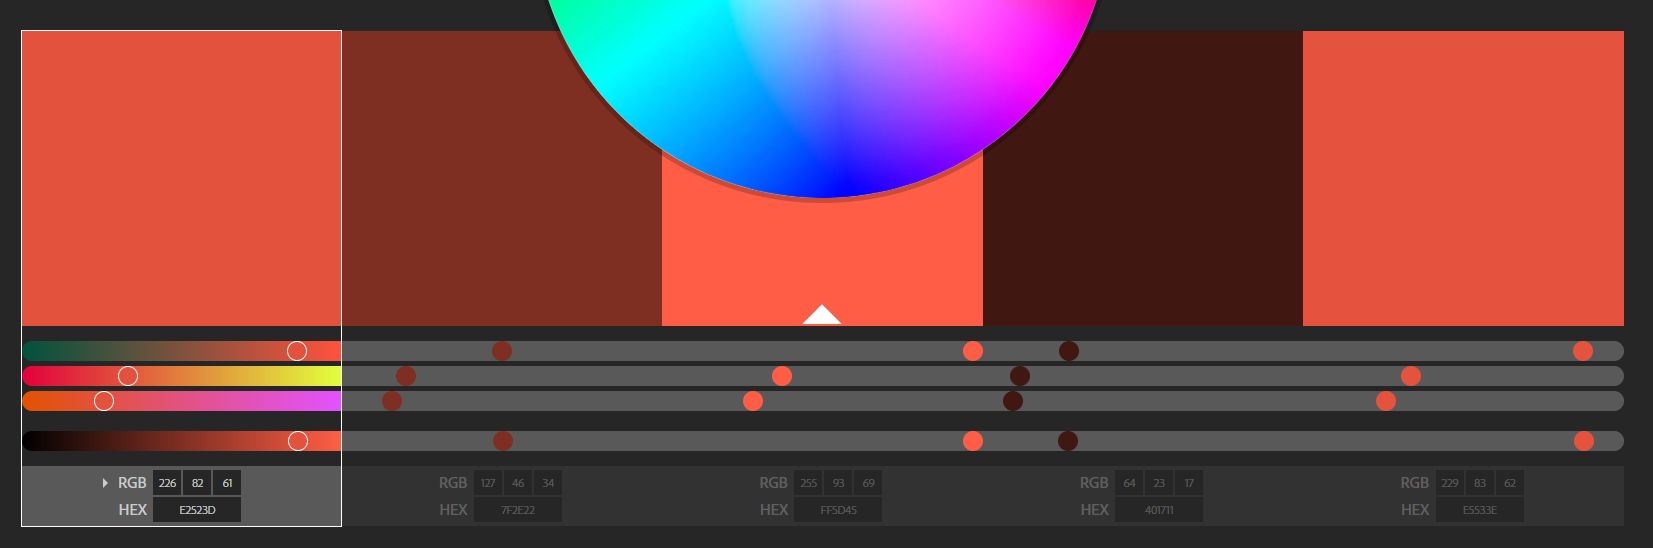 RGB 226 82 61 RGB 127 46 34 RGB 255 93 69 RGB 64 23 17 RGB 229 83 62
HEX E2523D HEX 7F2E22 HEX FF5D45 HEX 401711 HEX E5533E